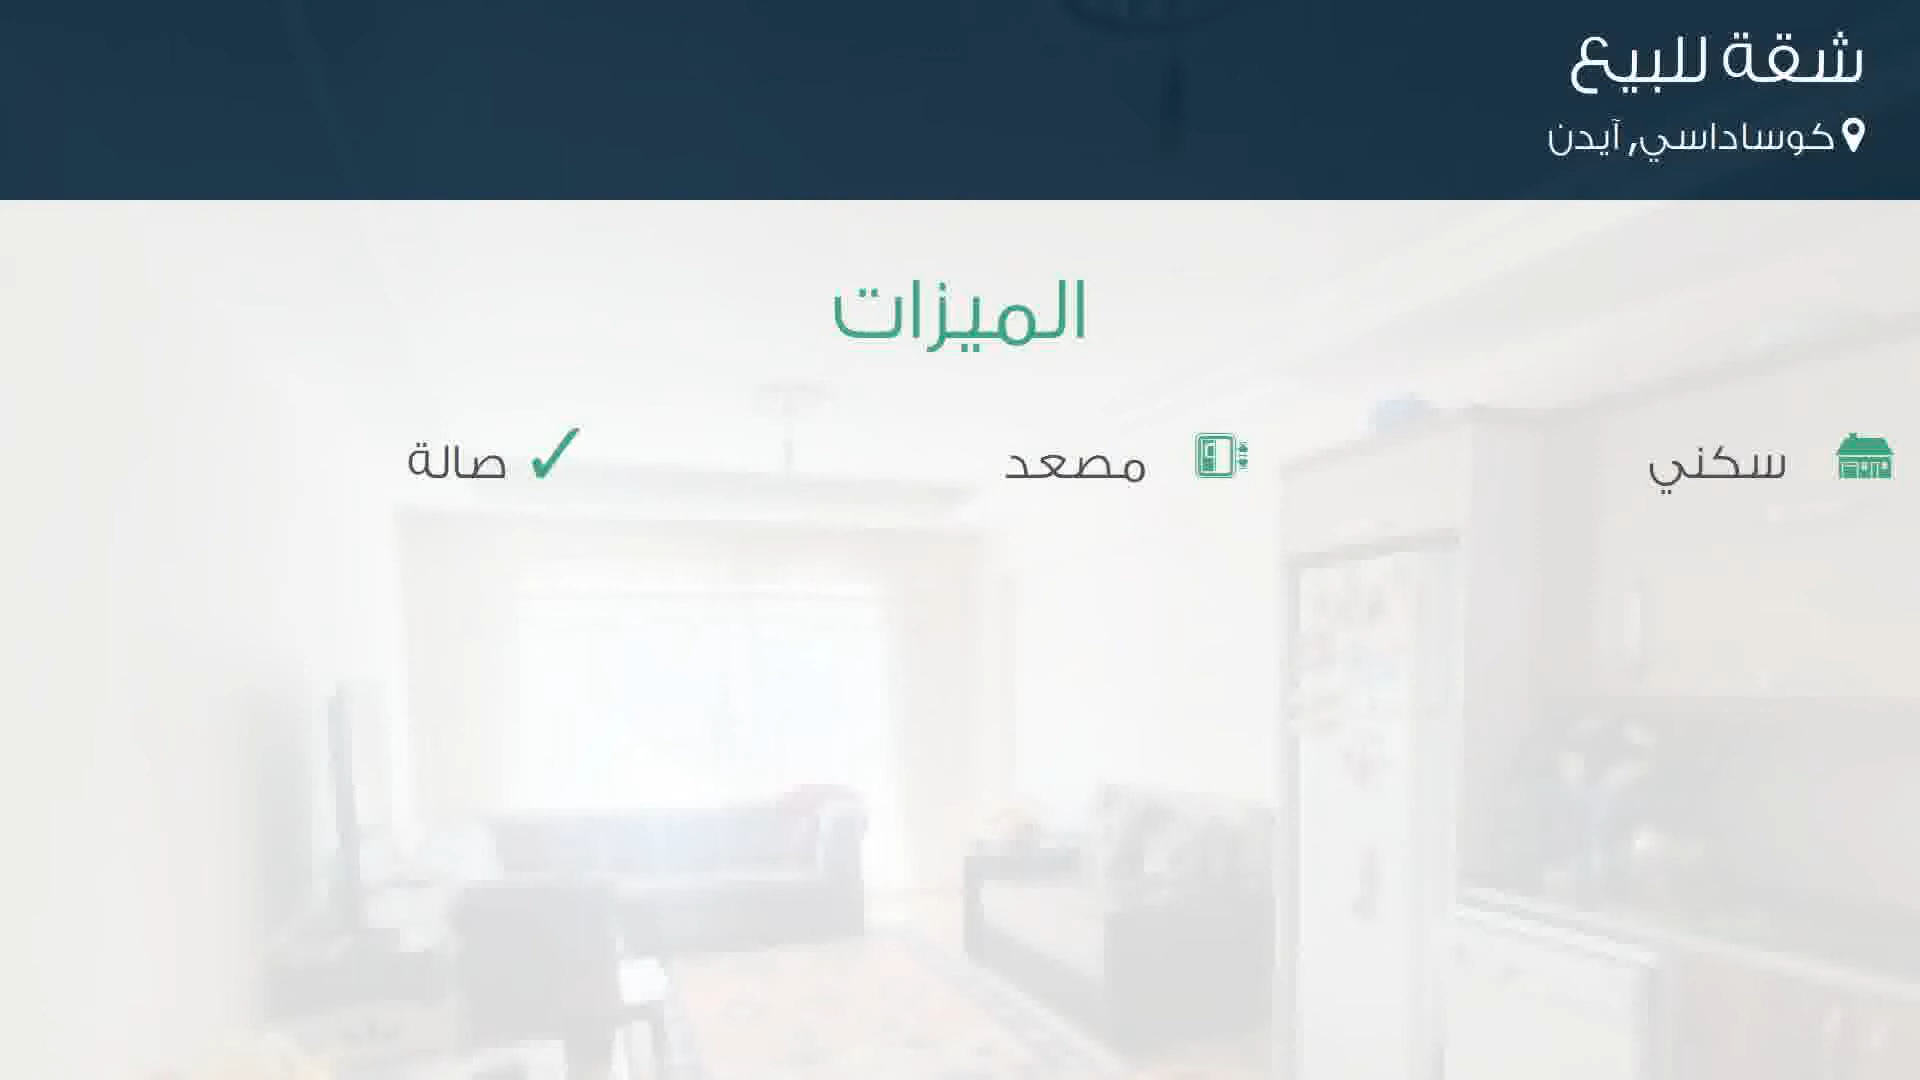 شقة للبيع
كوساداسي, آيدن
الميزات
سكني
مصعد
صالة